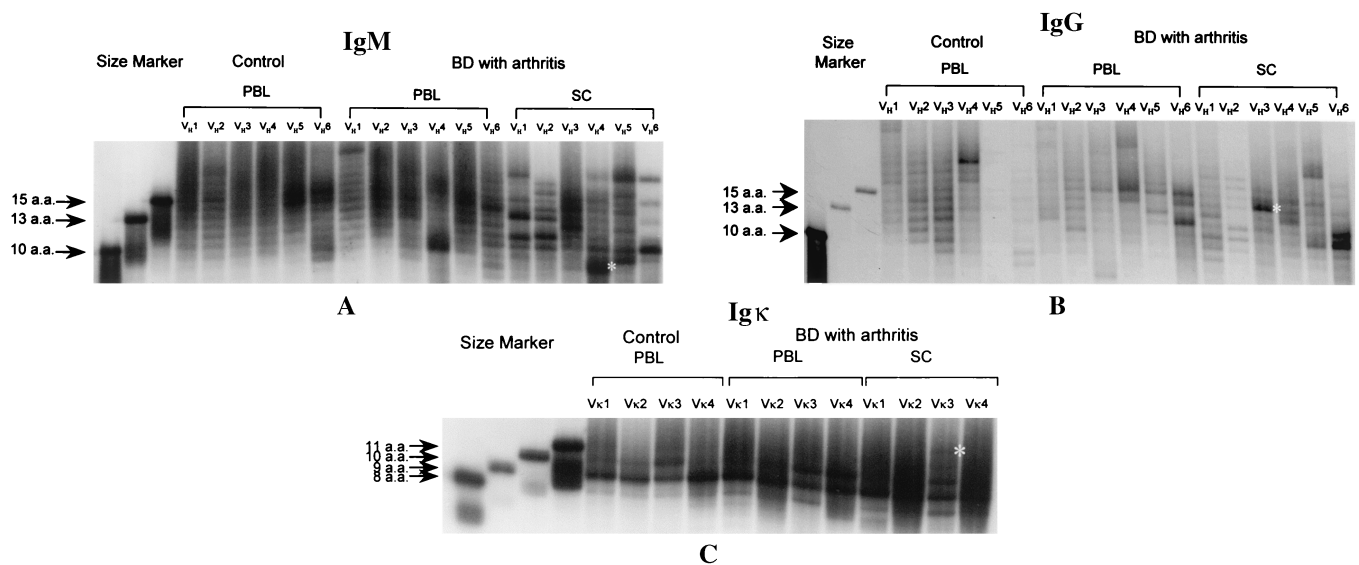 IgM
Size Marker Control BD with arthritis
PBL PBL SC
VH1 VH2 VH3 VH4 VH5 VH6 VH1 VH2 VH3 VH4 VH5 VH6 VH1 VH2 VH3 VH4 VH5 VH6
15 a.a.
13 a.a.
10 a.a.
*
A
IgG
Size Marker Control BD with arthritis
PBL PBL SC
VH1 VH2 VH3 VH4 VH5 VH6 VH1 VH2 VH3 VH4 VH5 VH6 VH1 VH2 VH3 VH4 VH5 VH6
15 a.a.
13 a.a.
10 a.a.
*
B
Igκ
Size Marker Control BD with arthritis
PBL PBL SC
Vκ1 Vκ2 Vκ3 Vκ4 Vκ1 Vκ2 Vκ3 Vκ4 Vκ1 Vκ2 Vκ3 Vκ4
11 a.a.
10 a.a.
9 a.a.
8 a.a.
*
C